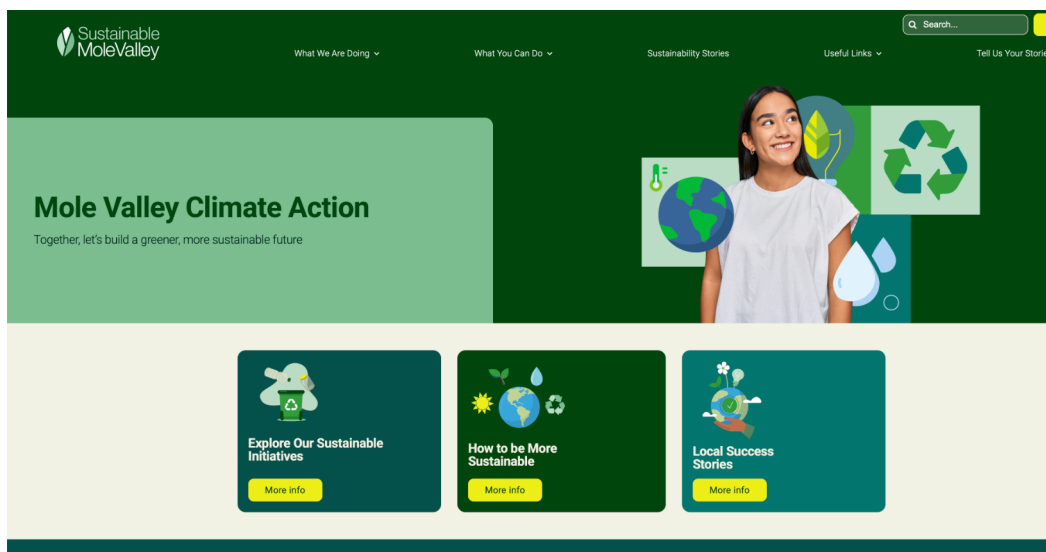 Sustainable
MoleValley
Search...
What We Are Doing
What You Can Do
Sustainability Stories
Useful Links
Tell Us Your Storie
Mole Valley Climate Action
Together, let's build a greener, more sustainable future
Explore Our Sustainable
Initiatives
More info
How to be More
Sustainable
More info
Local Success
Stories
More info